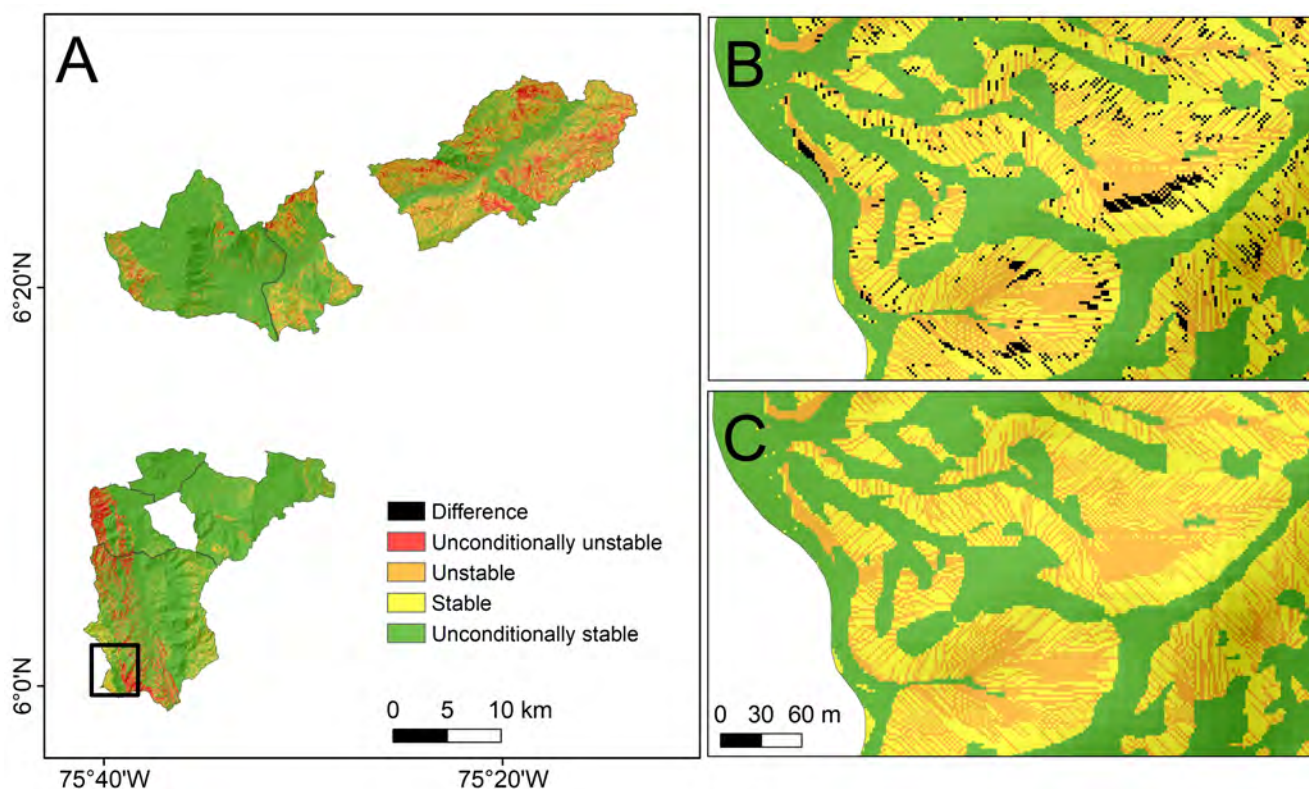 A
B
6°20'N
Difference
Unconditionally unstable
Unstable
Stable
Unconditionally stable
C
6°0'N
0 5 10 km
0 30 60 m
75°40'W 75°20'W